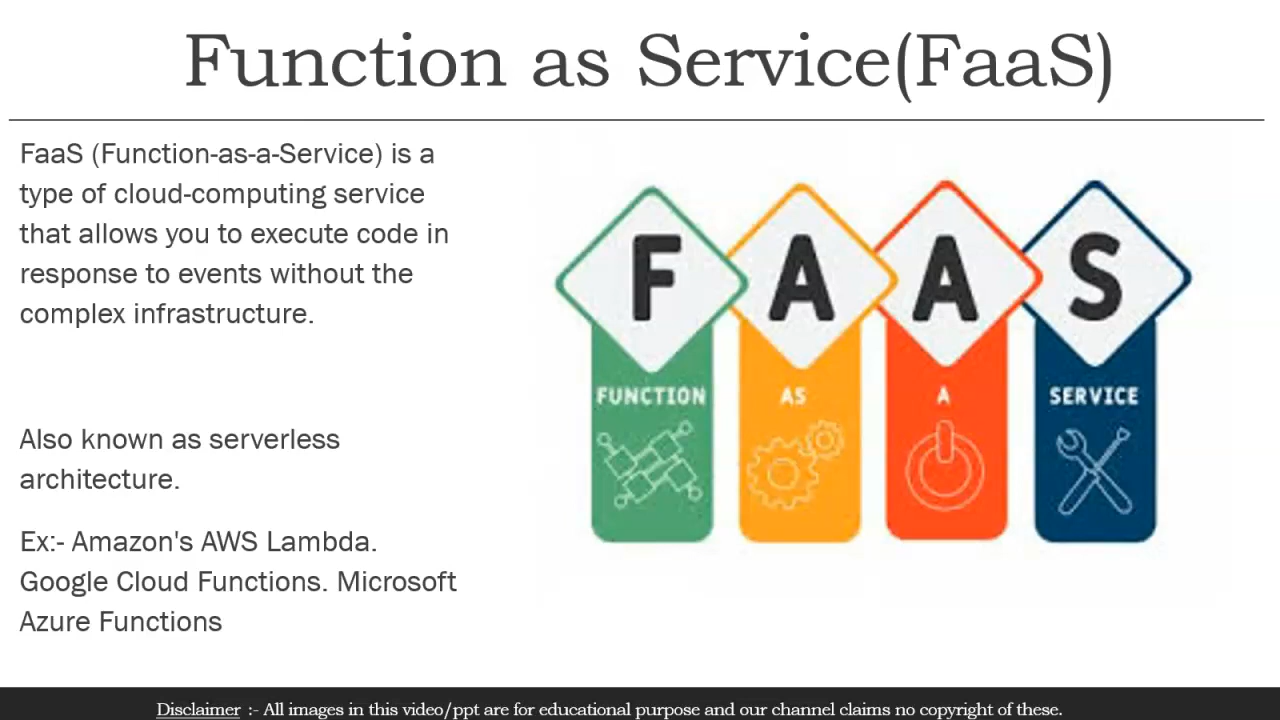 Function as Service(FaaS)
FaaS (Function-as-a-Service) is a
type of cloud-computing service
that allows you to execute code in
response to events without the
complex infrastructure.
Also known as serverless
architecture.
Ex:- Amazon's AWS Lambda.
Google Cloud Functions. Microsoft
Azure Functions
F A A S
FUNCTION AS A SERVICE
Disclaimer :- All images in this video/ppt are for educational purpose and our channel claims no copyright of these.